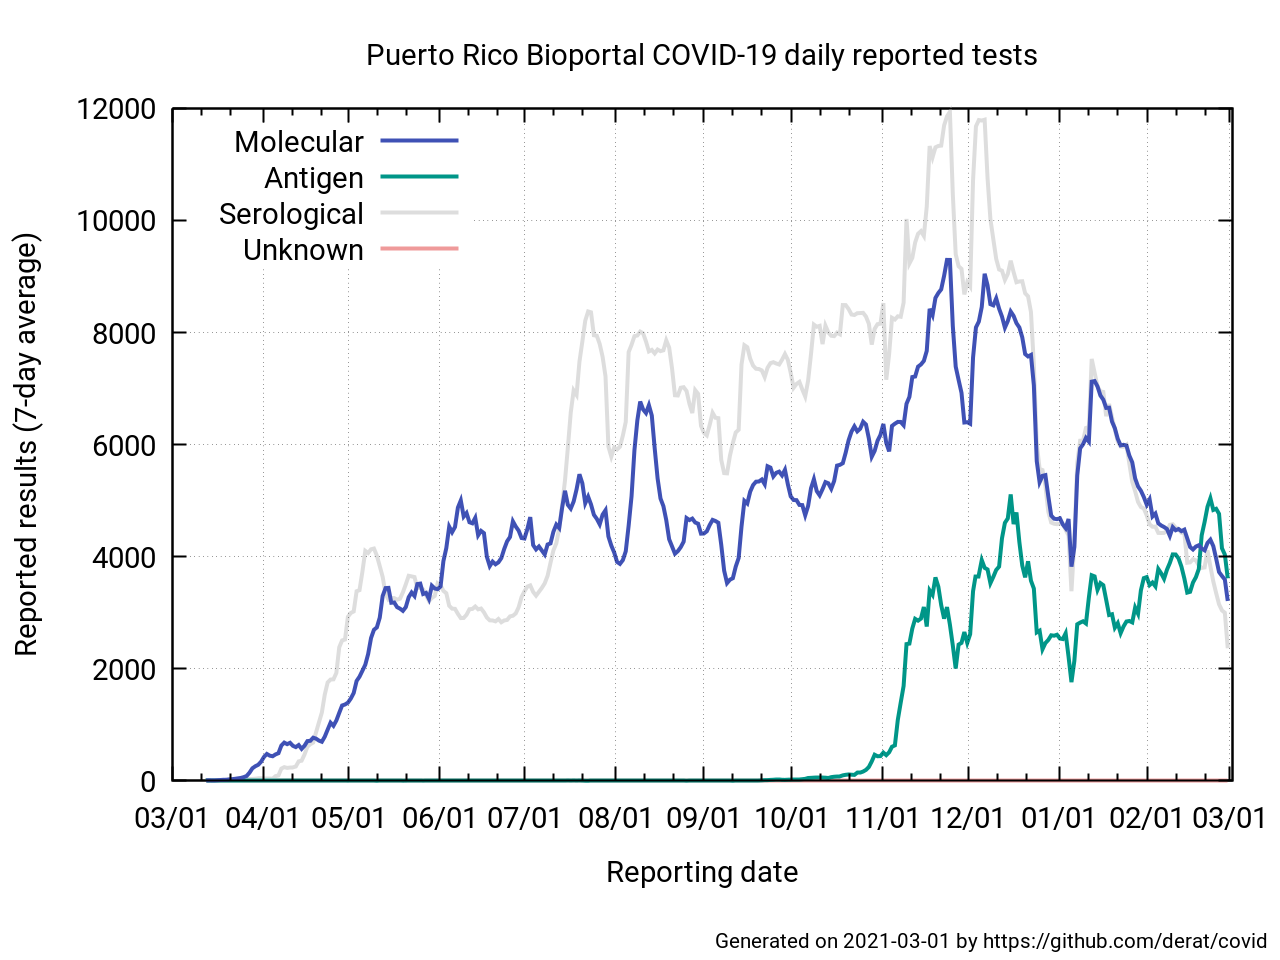 Puerto Rico Bioportal COVID-19 daily reported tests
Molecular
Antigen
Serological
Unknown
Reported results (7-day average)
12000
10000
8000
6000
4000
2000
0
03/01 04/01 05/01 06/01 07/01 08/01 09/01 10/01 11/01 12/01 01/01 02/01 03/01
Reporting date
Generated on 2021-03-01 by https://github.com/derat/covid